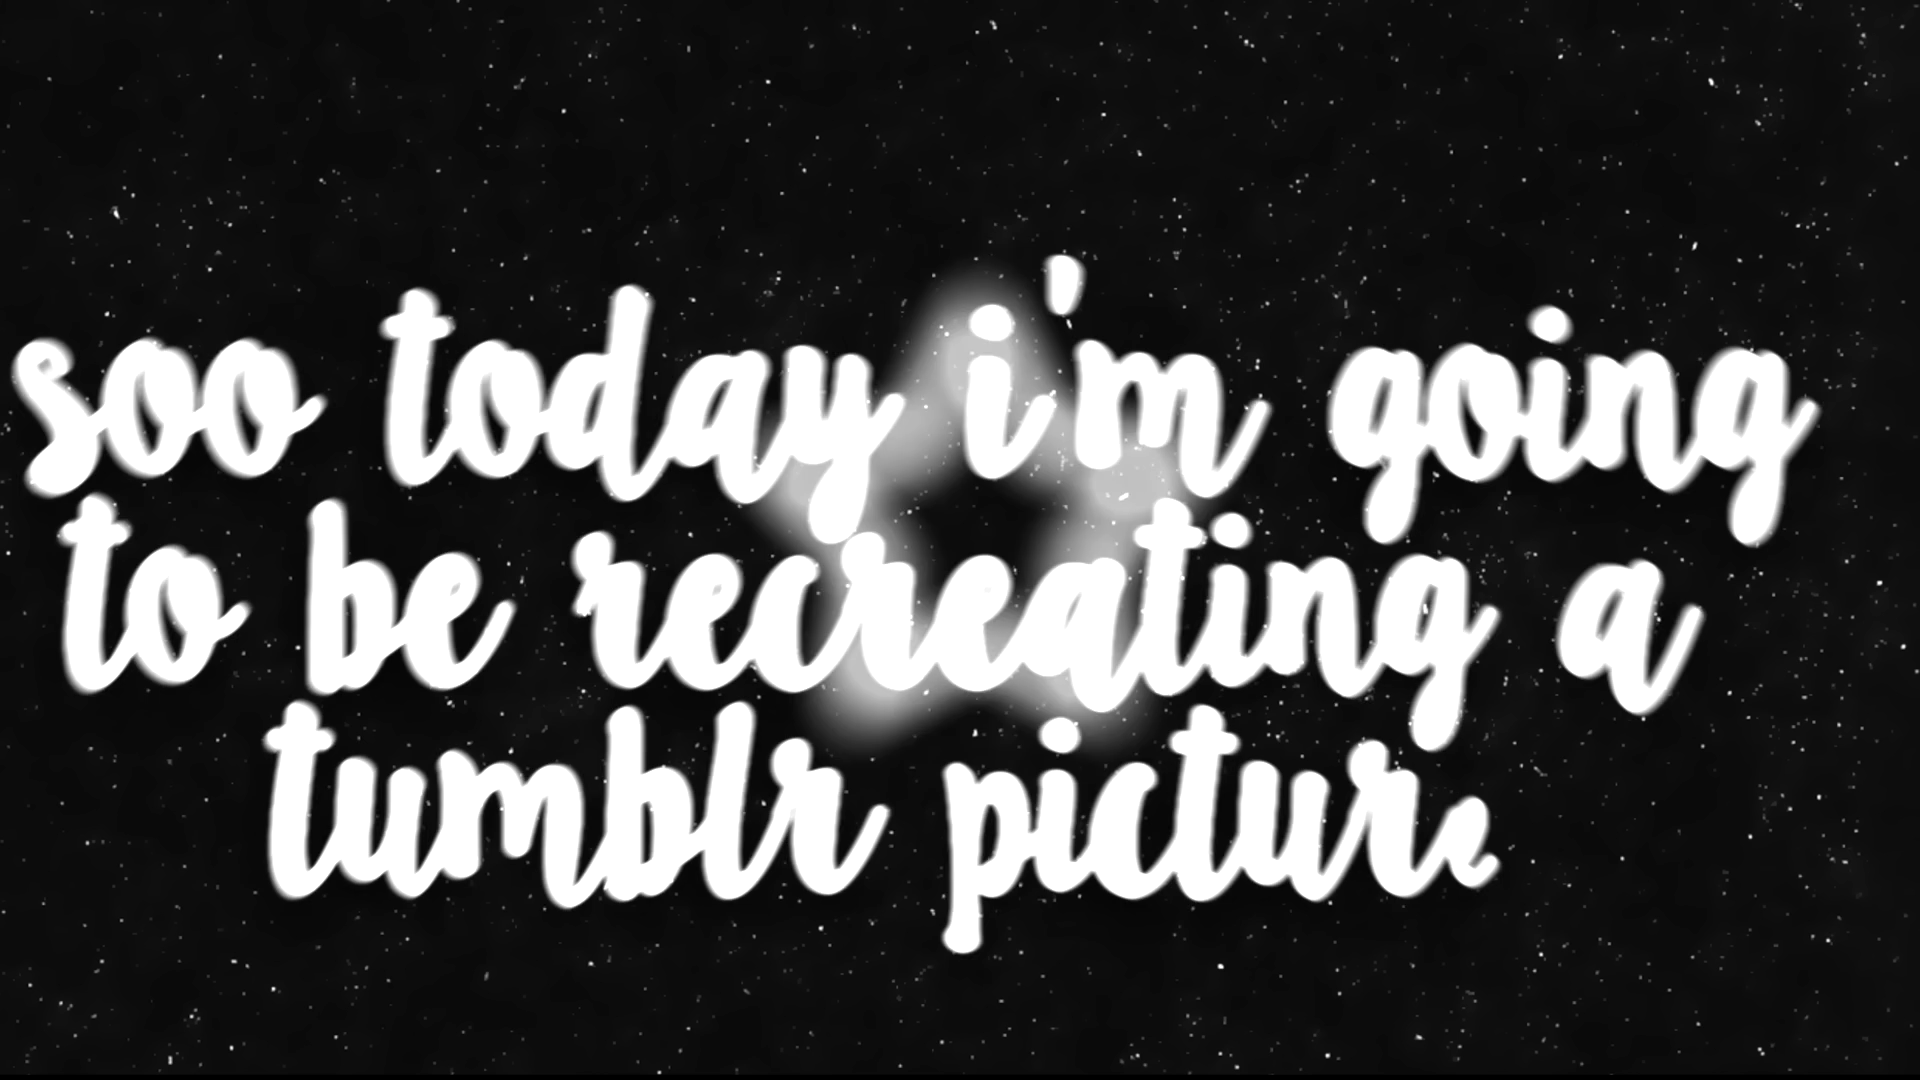 soo today i'm going
to be recreating a
tumblr picture